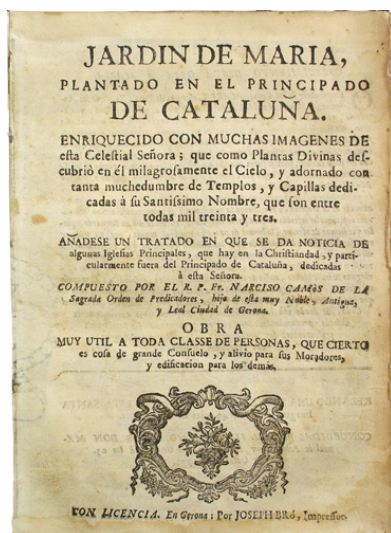 JARDIN DE MARIA,
PLANTADO EN EL PRINCIPADO
DE CATALUÑA.
ENRIQUECIDO CON MUCHAS IMAGENES DE
esta Celestial Señora; que como Plantas Divinas des-
cubriò en él milagrosamente el Cielo, y adornado con
tanta muchedumbre de Templos, y Capillas dedi-
cadas à su Santissimo Nombre, que son entre
todas mil treinta y tres.
AÑADESE UN TRATADO EN QUE SE DA NOTICIA DE
algunas Iglesias Principales, que hay en la Christiandad, y parti-
cularmente fuera del Principado de Cataluña, dedicadas
à esta Señora.
COMPUESTO POR EL R. P. Fr. NARCISO CAMÒS DE LA
Sagrada Orden de Predicadores, hijo de esta muy Noble, Antigua,
y Leal Ciudad de Gerona.
OBRA
MUY UTIL A TODA CLASSE DE PERSONAS, QUE CIERTO
es cosa de grande Consuelo, y alivio para sus Moradores,
y edificacion para los demàs.
CON LICENCIA. En Gerona: Por JOSEPH BRó, Impressor.